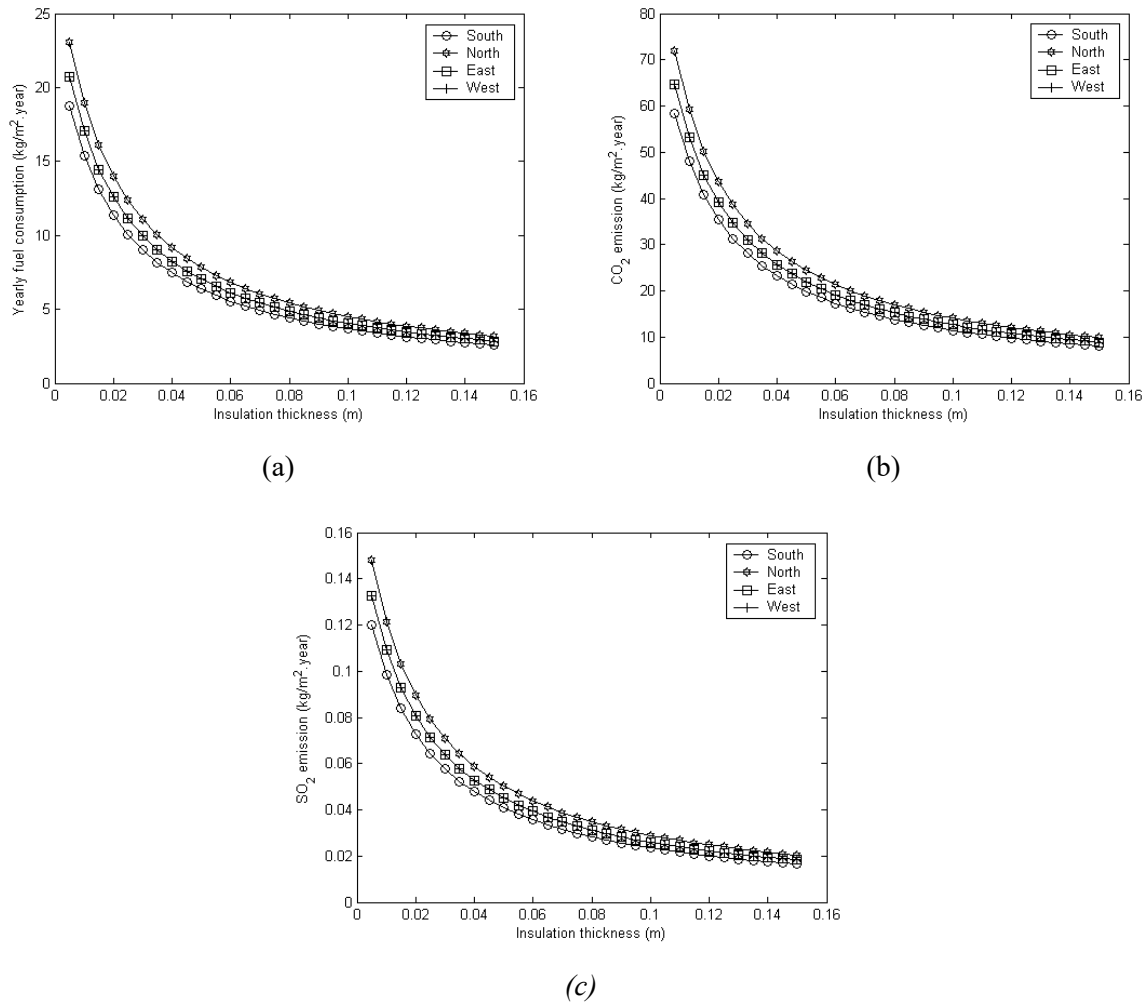 25
20
15
10
5
0
Yearly fuel consumption (kg/m².year)
South
North
East
West
0 0.02 0.04 0.06 0.08 0.1 0.12 0.14 0.16
Insulation thickness (m)
(a)
80
70
60
50
40
30
20
10
0
CO₂ emission (kg/m².year)
South
North
East
West
0 0.02 0.04 0.06 0.08 0.1 0.12 0.14 0.16
Insulation thickness (m)
(b)
0.16
0.14
0.12
0.1
0.08
0.06
0.04
0.02
0
SO₂ emission (kg/m².year)
South
North
East
West
0 0.02 0.04 0.06 0.08 0.1 0.12 0.14 0.16
Insulation thickness (m)
(c)